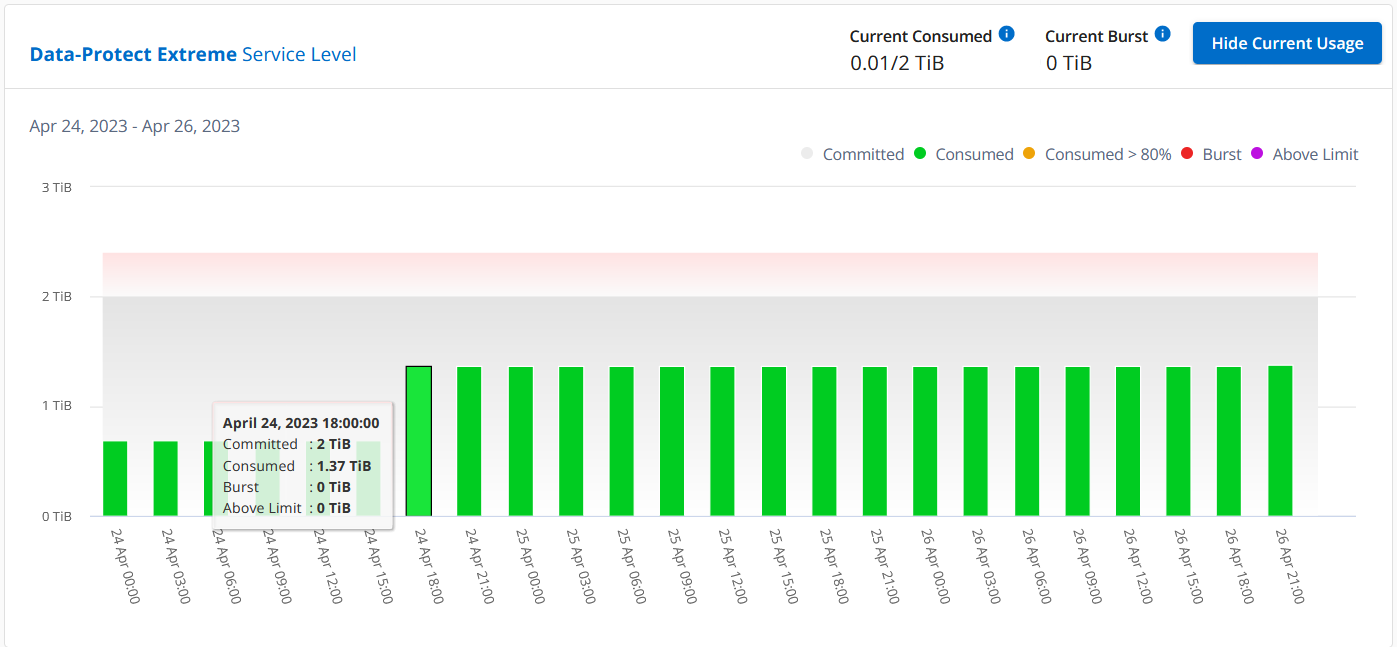 Data-Protect Extreme Service Level
Current Consumed i
0.01/2 TiB
Current Burst i
0 TiB
Hide Current Usage
Apr 24, 2023 - Apr 26, 2023
Committed Consumed Consumed > 80% Burst Above Limit
3 TiB
2 TiB
1 TiB
0 TiB
April 24, 2023 18:00:00
Committed : 2 TiB
Consumed : 1.37 TiB
Burst : 0 TiB
Above Limit : 0 TiB
24 Apr 00:00
24 Apr 03:00
24 Apr 06:00
24 Apr 09:00
24 Apr 12:00
24 Apr 15:00
24 Apr 18:00
24 Apr 21:00
25 Apr 00:00
25 Apr 03:00
25 Apr 06:00
25 Apr 09:00
25 Apr 12:00
25 Apr 15:00
25 Apr 18:00
25 Apr 21:00
26 Apr 00:00
26 Apr 03:00
26 Apr 06:00
26 Apr 09:00
26 Apr 12:00
26 Apr 15:00
26 Apr 18:00
26 Apr 21:00